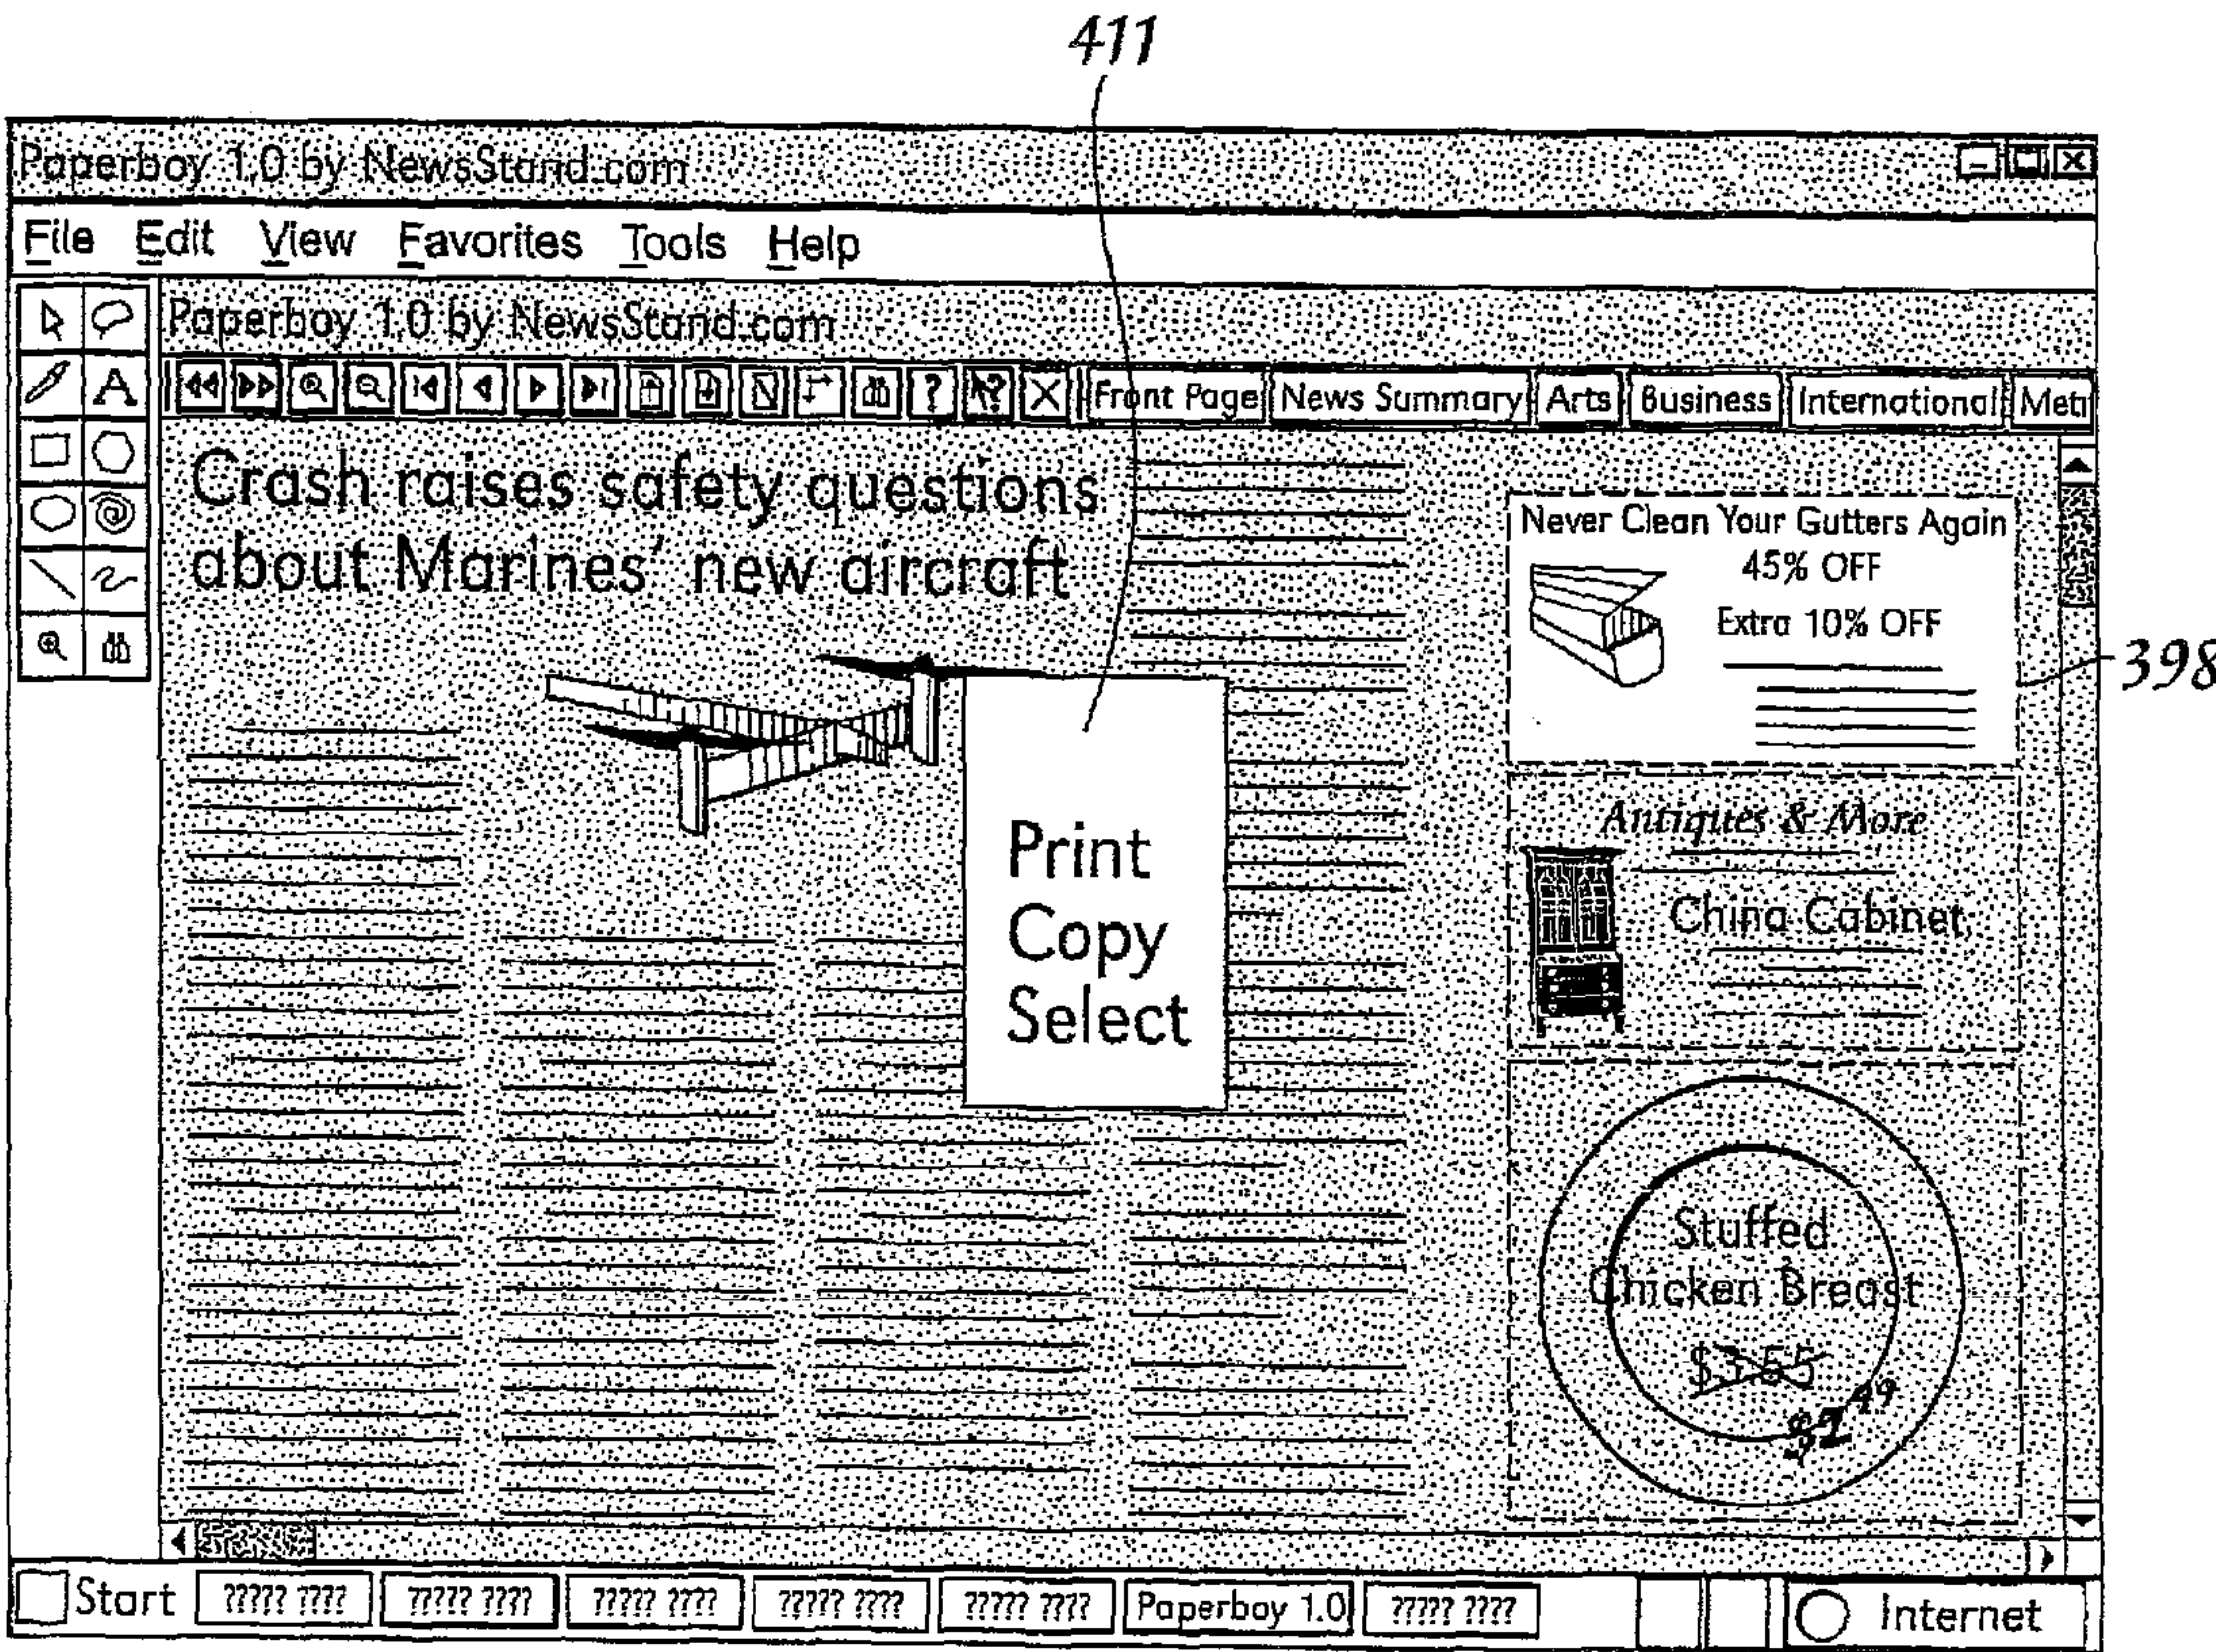 411
Paperboy 1.0 by NewsStand.com
File Edit View Favorites Tools Help
Paperboy 1.0 by NewsStand.com
A ? ? Front Page News Summary Arts Business International Metr
Crash raises safety questions
about Marines' new aircraft
Never Clean Your Gutters Again
45% OFF
Extra 10% OFF
398
Antiques & More
China Cabinet
Print
Copy
Select
Stuffed
Chicken Breast
$3.55
49
Start ????? ???? ????? ???? ????? ???? ????? ???? ????? ???? Paperboy 1.0 ????? ???? Internet